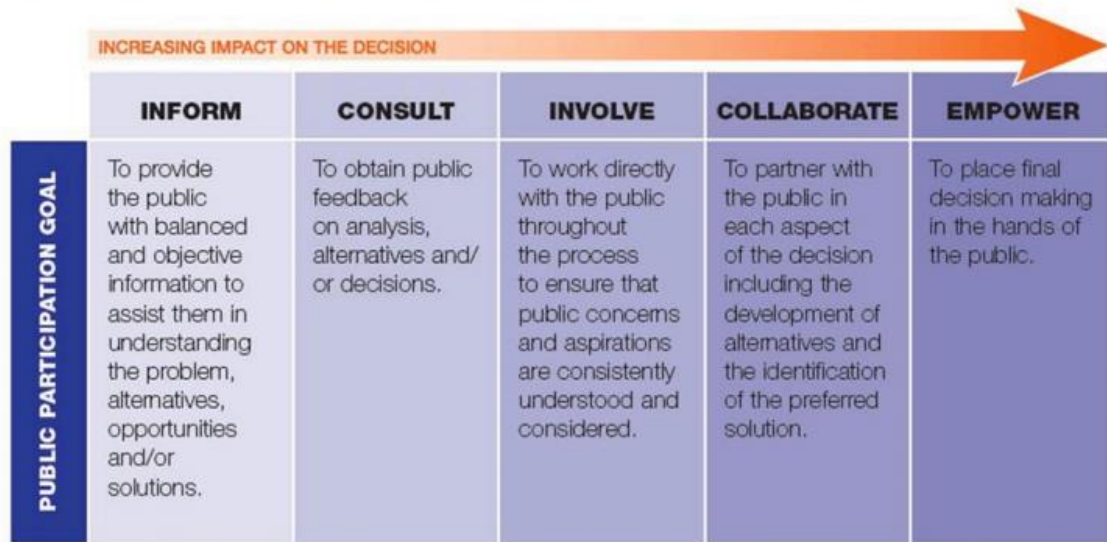 INCREASING IMPACT ON THE DECISION
INFORM
CONSULT
INVOLVE
COLLABORATE
EMPOWER
PUBLIC PARTICIPATION GOAL
To provide
the public
with balanced
and objective
information to
assist them in
understanding
the problem,
alternatives,
opportunities
and/or
solutions.
To obtain public
feedback
on analysis,
alternatives and/
or decisions.
To work directly
with the public
throughout
the process
to ensure that
public concerns
and aspirations
are consistently
understood and
considered.
To partner with
the public in
each aspect
of the decision
including the
development of
alternatives and
the identification
of the preferred
solution.
To place final
decision making
in the hands of
the public.